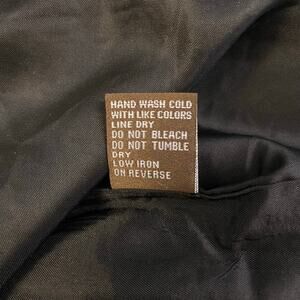 HAND WASH COLD
WITH LIKE COLORS
LINE DRY
DO NOT BLEACH
DO NOT TUMBLE
DRY
LOW IRON
ON REVERSE